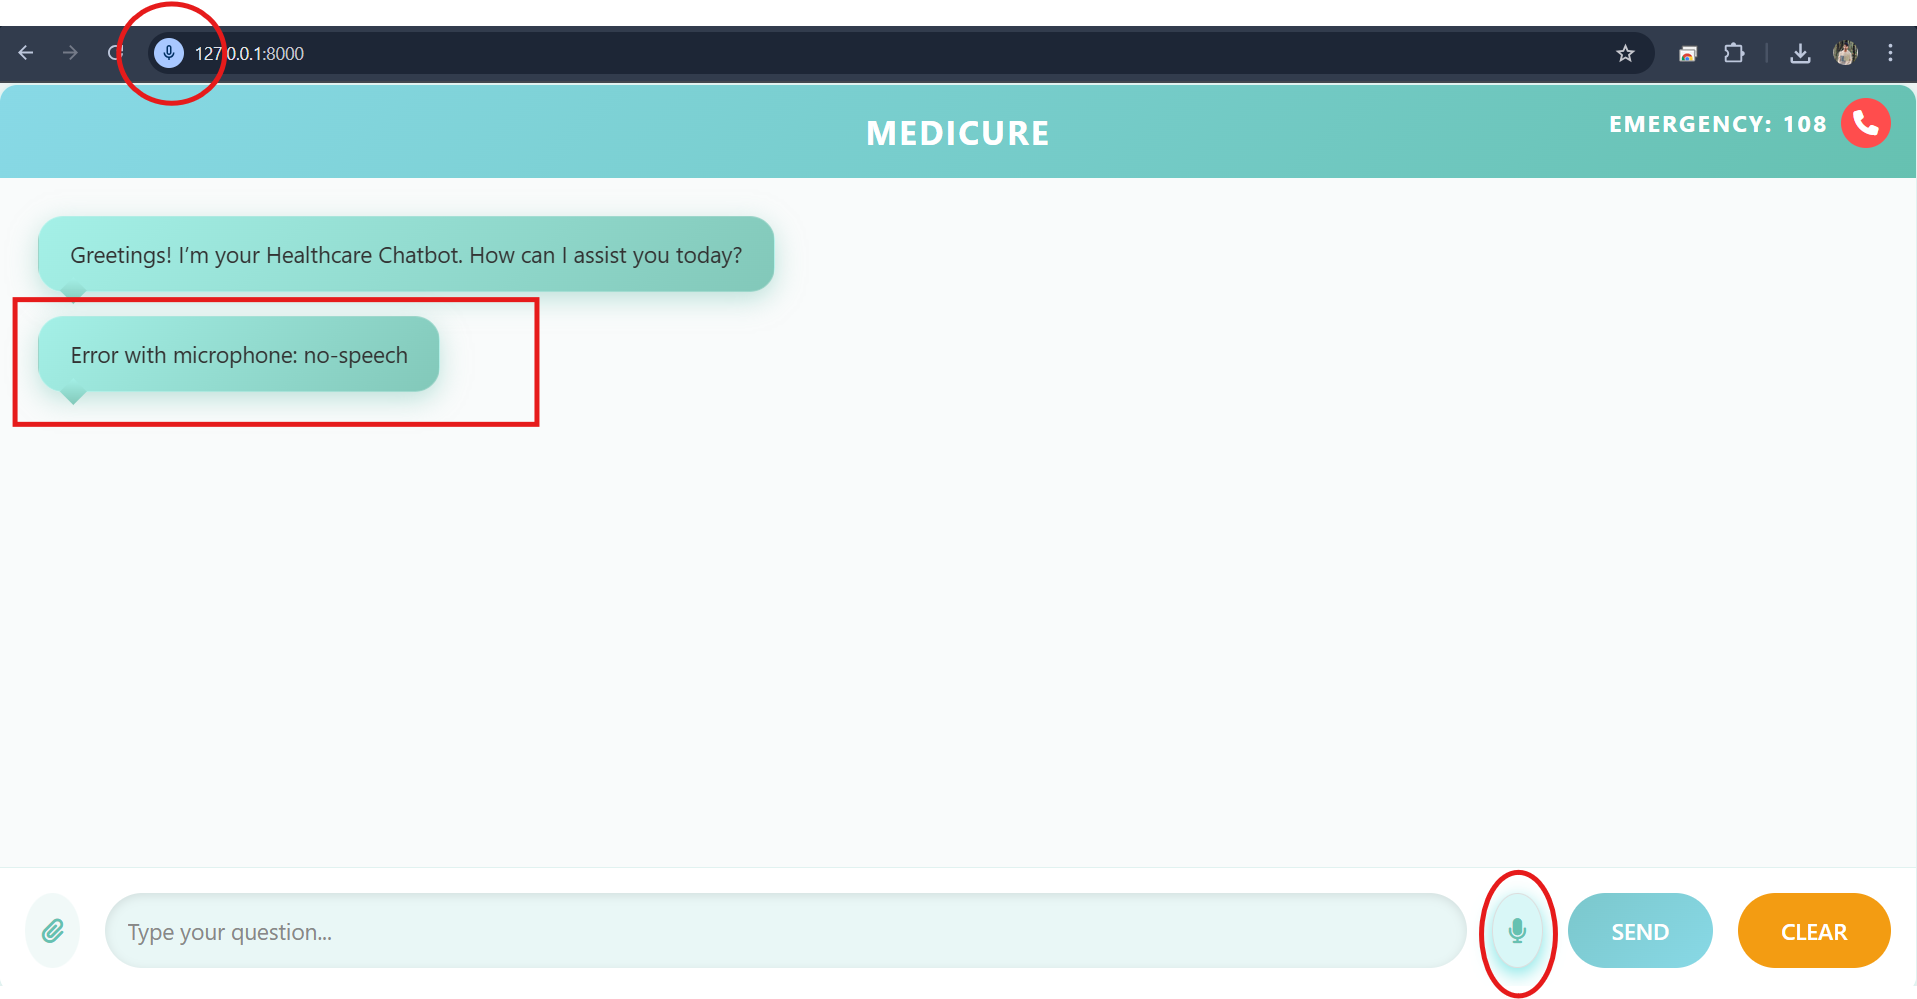 127.0.0.1:8000
MEDICURE
EMERGENCY: 108
Greetings! I’m your Healthcare Chatbot. How can I assist you today?
Error with microphone: no-speech
Type your question...
SEND
CLEAR